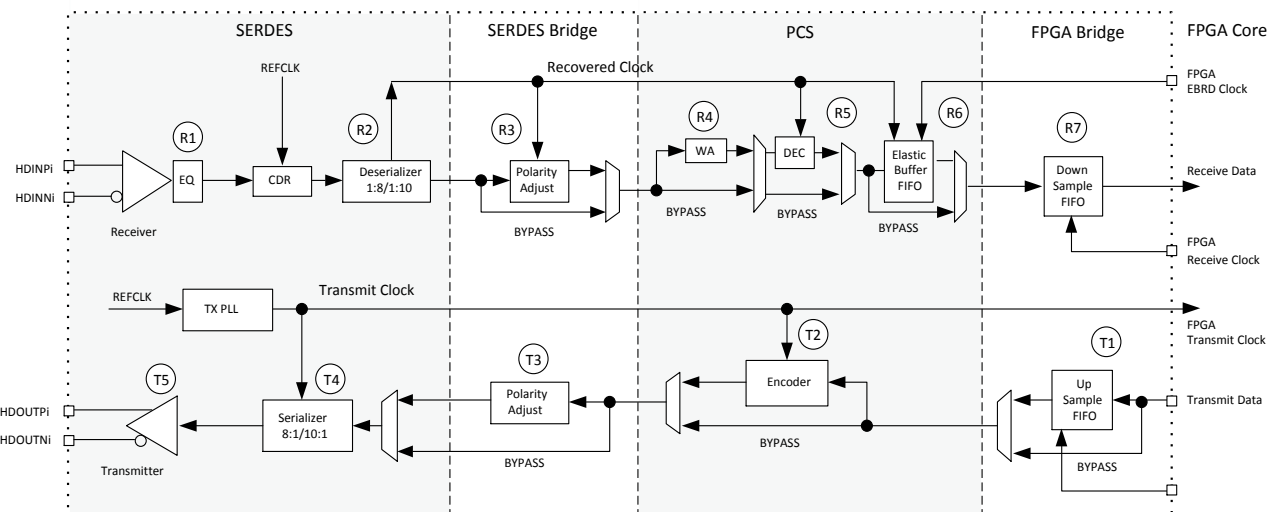 SERDES
SERDES Bridge
PCS
FPGA Bridge
FPGA Core
REFCLK
Recovered Clock
FPGA
EBRD Clock
R1
R2
R3
R4
R5
R6
R7
HDINPi
HDINNi
EQ
CDR
Deserializer
1:8/1:10
Polarity
Adjust
WA
DEC
Elastic
Buffer
FIFO
Down
Sample
FIFO
Receive Data
Receiver
BYPASS
BYPASS
BYPASS
BYPASS
FPGA
Receive Clock
REFCLK
TX PLL
Transmit Clock
FPGA
Transmit Clock
T5
T4
T3
T2
T1
HDOUTPi
HDOUTNi
Serializer
8:1/10:1
Polarity
Adjust
Encoder
Up
Sample
FIFO
Transmit Data
Transmitter
BYPASS
BYPASS
BYPASS